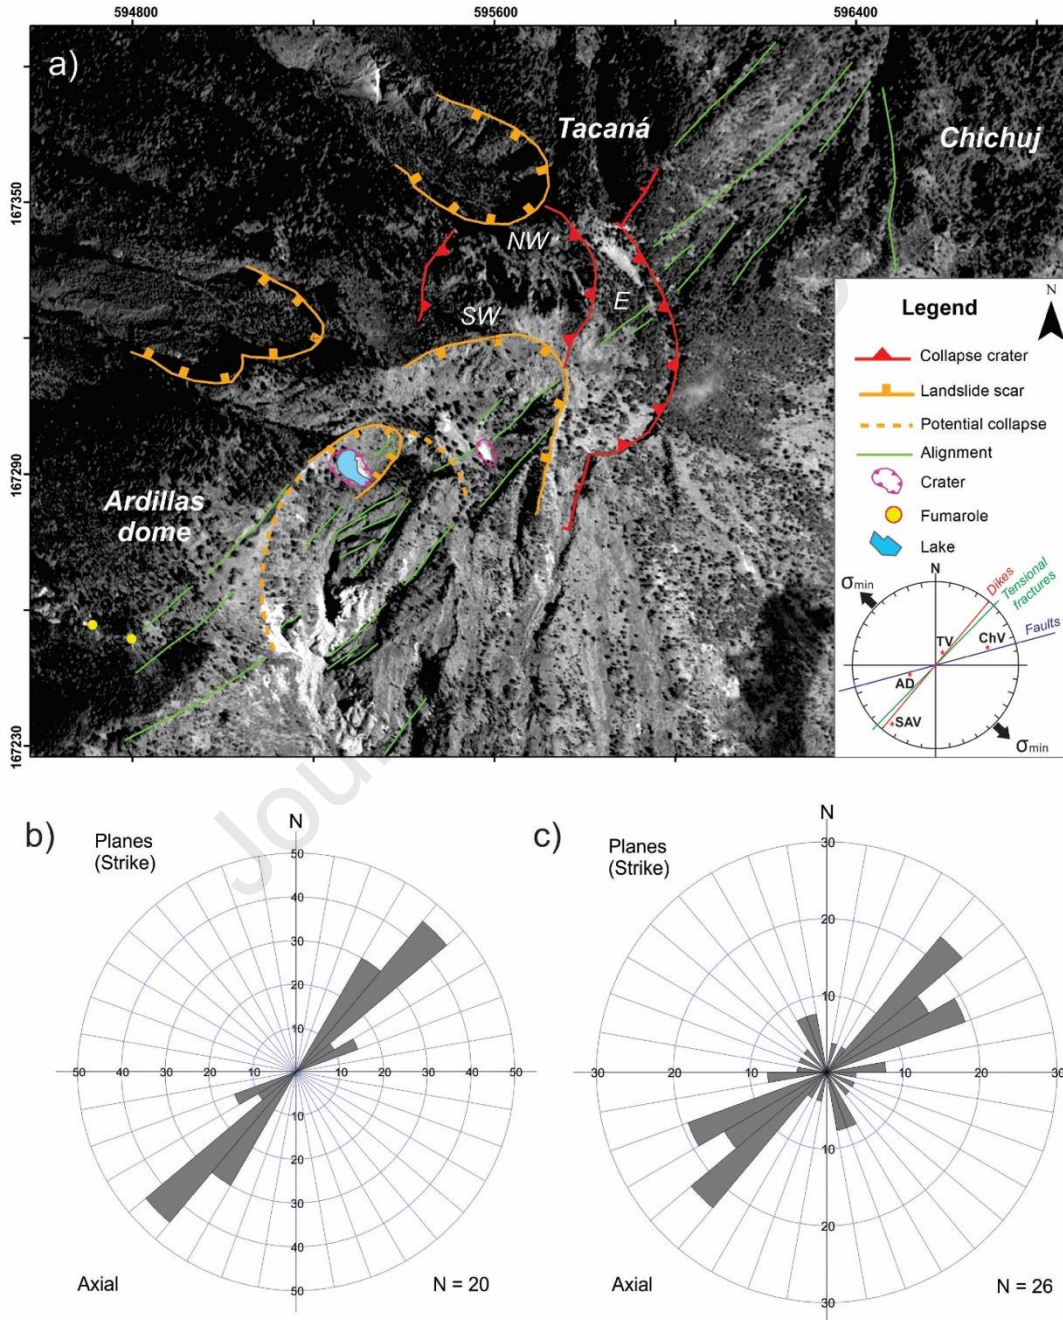 594800
595600
596400
a)
Tacaná
Chichuj
167350
NW
E
SW
167290
Ardillas
dome
167230
Legend
N
Collapse crater
Landslide scar
Potential collapse
Alignment
Crater
Fumarole
Lake
N
σmin
Dikes
Tensional
fractures
Faults
TV
ChV
AD
SAV
σmin
Jou
b)
Planes
(Strike)
N
50
40
30
20
10
50 40 30 20 10 10 20 30 40 50
10
20
30
40
50
Axial
N = 20
c)
Planes
(Strike)
N
30
20
10
30 20 10 10 20 30
10
20
30
Axial
N = 26